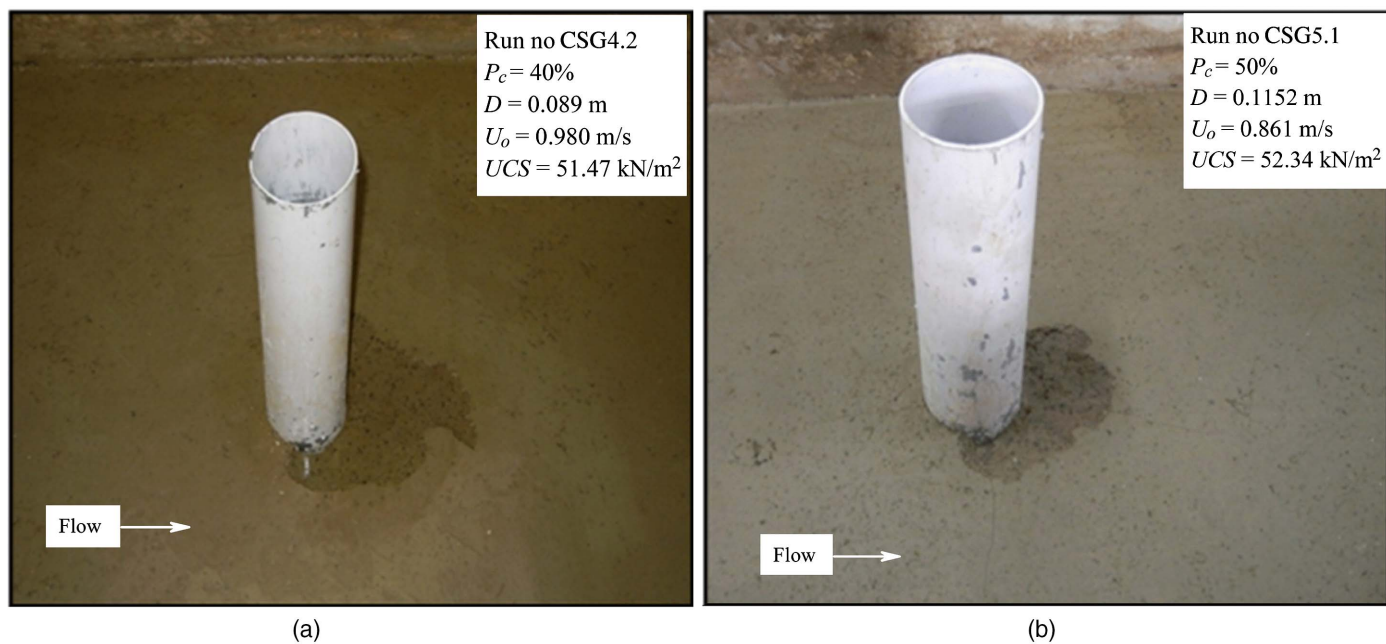 Run no CSG4.2
Pc = 40%
D = 0.089 m
Uo = 0.980 m/s
UCS = 51.47 kN/m²
Flow
(a)
Run no CSG5.1
Pc = 50%
D = 0.1152 m
Uo = 0.861 m/s
UCS = 52.34 kN/m²
Flow
(b)